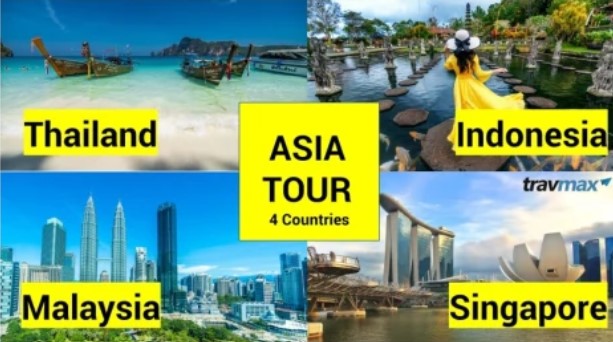 Thailand
Indonesia
ASIA
TOUR
4 Countries
travmax
Malaysia
Singapore